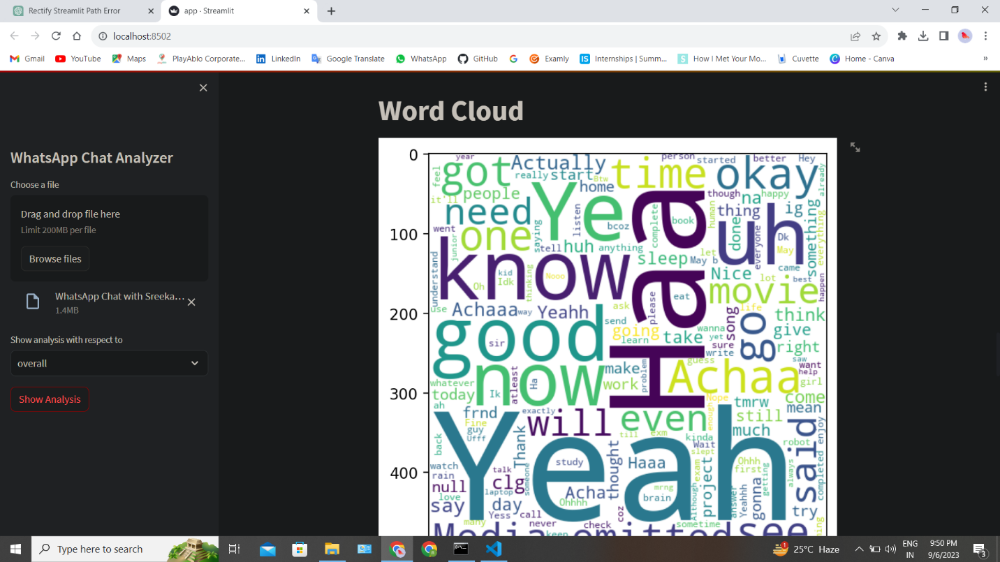 Rectify Streamlit Path Error
app · Streamlit
localhost:8502
Gmail YouTube Maps PlayAblo Corporate... LinkedIn Google Translate WhatsApp GitHub Examly Internships | Summ... How I Met Your Mo... Cuvette Home - Canva »
WhatsApp Chat Analyzer
Choose a file
Drag and drop file here
Limit 200MB per file
Browse files
WhatsApp Chat with Sreeka...
1.4MB
Show analysis with respect to
overall
Show Analysis
Word Cloud
0
100
200
300
400
year
got
Actually
time
person
started
okay
better
Hey
feel
really
start
Btw
home
already
it'll
people
Yea
Haa
though
happy
need
thing
na
ig
human
listen
complete
book
went
one
saying
bcoz
uh
done
something
everything
junior
tell
huh
anything
let
everyone
Dk
May
know
sleep
May b
came
understand
kid
Idk
thinking
Nooo
Nice
lot
best
happen
Oh
movie
use
Achaaa
way
Yeahh
ask
please
eat
song
life
think
good
send
going
wanna
yet
go
give
sir
learn
take
sure
write
right
now
make
guess
saw
want
help
whatever
atleast
Ha
work
problem
Achaa
girl
today
Ik
Nope
come
ah
frnd
exactly
will
even
enough
tmrw
mean
Fine
still
guy
Ufff
till
exm
kinda
much
said
enjoy
back
Thank
Wait
slept
robot
Yeah
study
thought
Haaa
Ohhh
first
watch
rain
talk
someone
exam
project
always
completed
null
clg
laptop
mrng
Although
answer
Yeahhh
gonna
getting
love
Acha
brain
say
day
Ohhhh
coz
try
Yess
call
many
never
check
sometime
keep
Media omitted
see
Type here to search
1
25°C Haze
ENG
IN
9:50 PM
9/6/2023
3